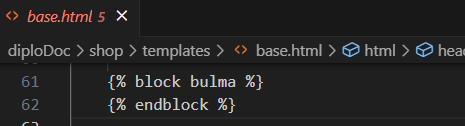 <> base.html 5 ×
diploDoc > shop > templates > <> base.html > html > hea
61 {% block bulma %}
62 {% endblock %}